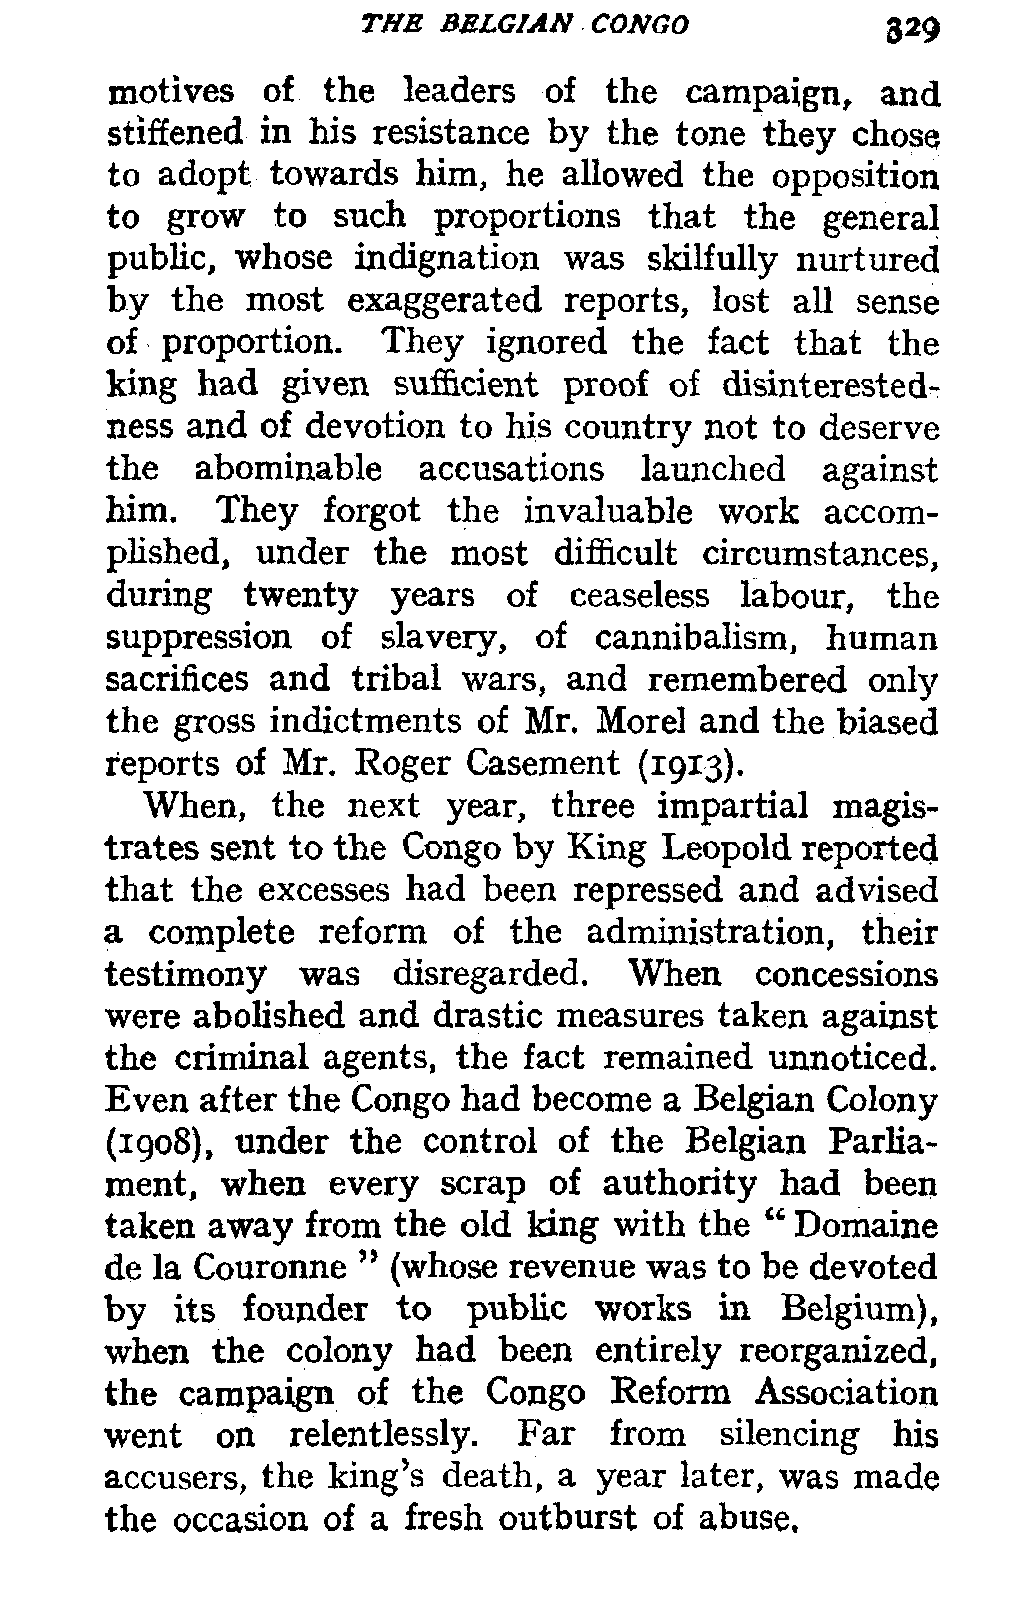 THE BELGIAN CONGO 329
motives of the leaders of the campaign, and
stiffened in his resistance by the tone they chose
to adopt towards him, he allowed the opposition
to grow to such proportions that the general
public, whose indignation was skilfully nurtured
by the most exaggerated reports, lost all sense
of proportion. They ignored the fact that the
king had given sufficient proof of disinterested-
ness and of devotion to his country not to deserve
the abominable accusations launched against
him. They forgot the invaluable work accom-
plished, under the most difficult circumstances,
during twenty years of ceaseless labour, the
suppression of slavery, of cannibalism, human
sacrifices and tribal wars, and remembered only
the gross indictments of Mr. Morel and the biased
reports of Mr. Roger Casement (1913).
When, the next year, three impartial magis-
trates sent to the Congo by King Leopold reported
that the excesses had been repressed and advised
a complete reform of the administration, their
testimony was disregarded. When concessions
were abolished and drastic measures taken against
the criminal agents, the fact remained unnoticed.
Even after the Congo had become a Belgian Colony
(1908), under the control of the Belgian Parlia-
ment, when every scrap of authority had been
taken away from the old king with the “ Domaine
de la Couronne ” (whose revenue was to be devoted
by its founder to public works in Belgium),
when the colony had been entirely reorganized,
the campaign of the Congo Reform Association
went on relentlessly. Far from silencing his
accusers, the king's death, a year later, was made
the occasion of a fresh outburst of abuse.